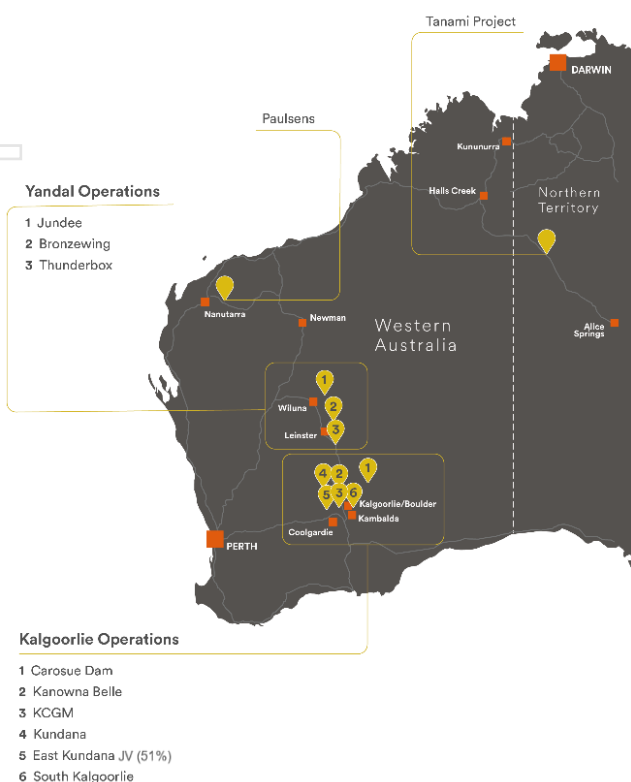 Tanami Project
DARWIN
Paulsens
Kununurra
Yandal Operations
Halls Creek
Northern
Territory
1 Jundee
2 Bronzewing
3 Thunderbox
Nanutarra
Newman
Western
Australia
Alice
Springs
1
Wiluna
2
Leinster
3
4
2
1
5
3
6
Kalgoorlie/Boulder
Kambalda
Coolgardie
PERTH
Kalgoorlie Operations
1 Carosue Dam
2 Kanowna Belle
3 KCGM
4 Kundana
5 East Kundana JV (51%)
6 South Kalgoorlie